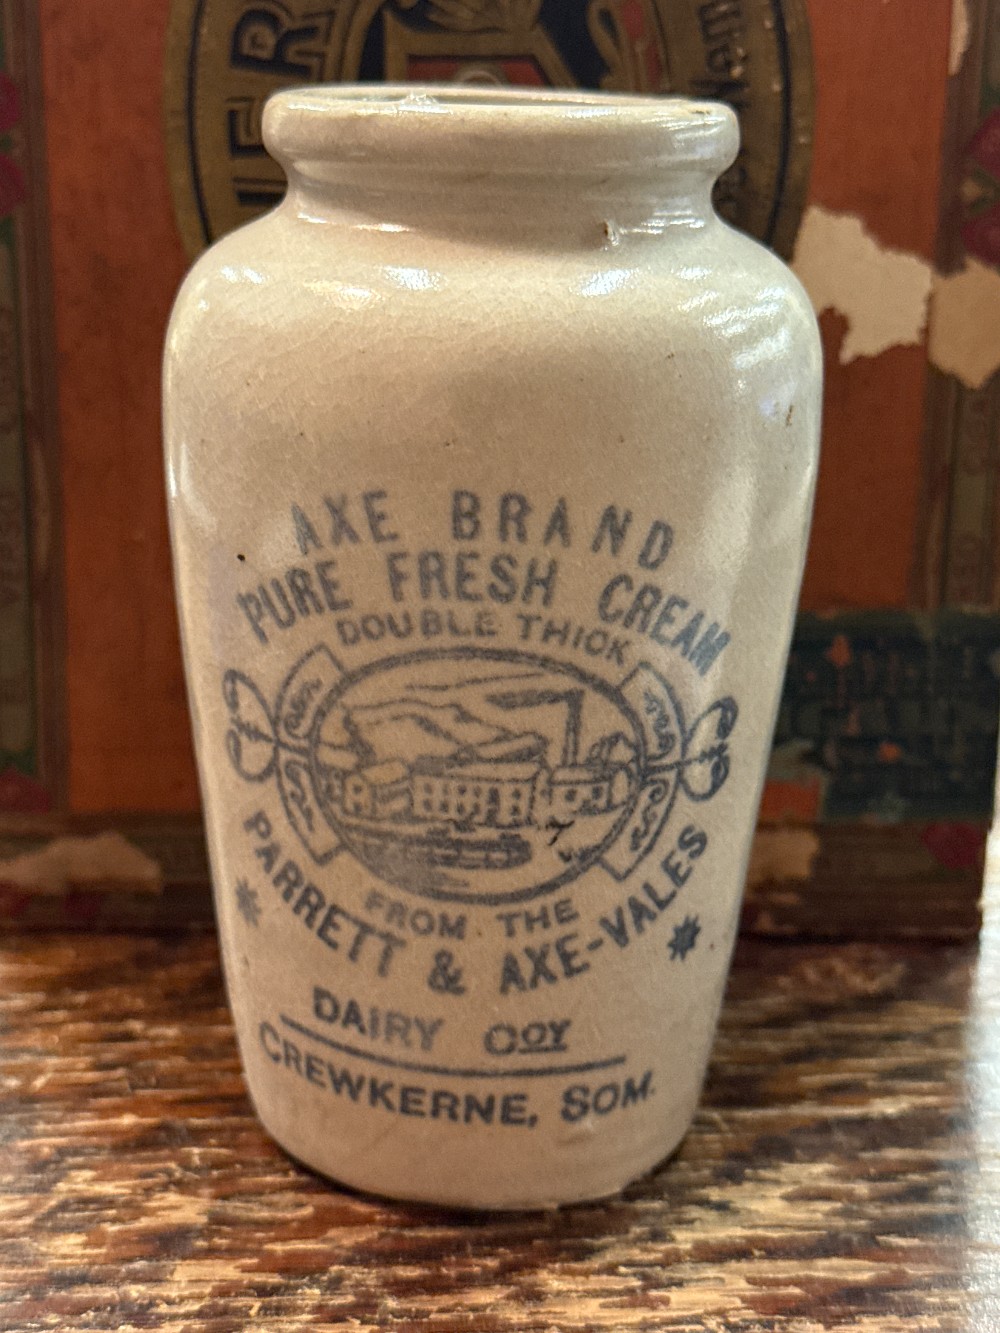 AXE BRAND
PURE FRESH CREAM
DOUBLE THICK
FROM THE
PARRETT & AXE-VALES
DAIRY COY
CREWKERNE, SOM.